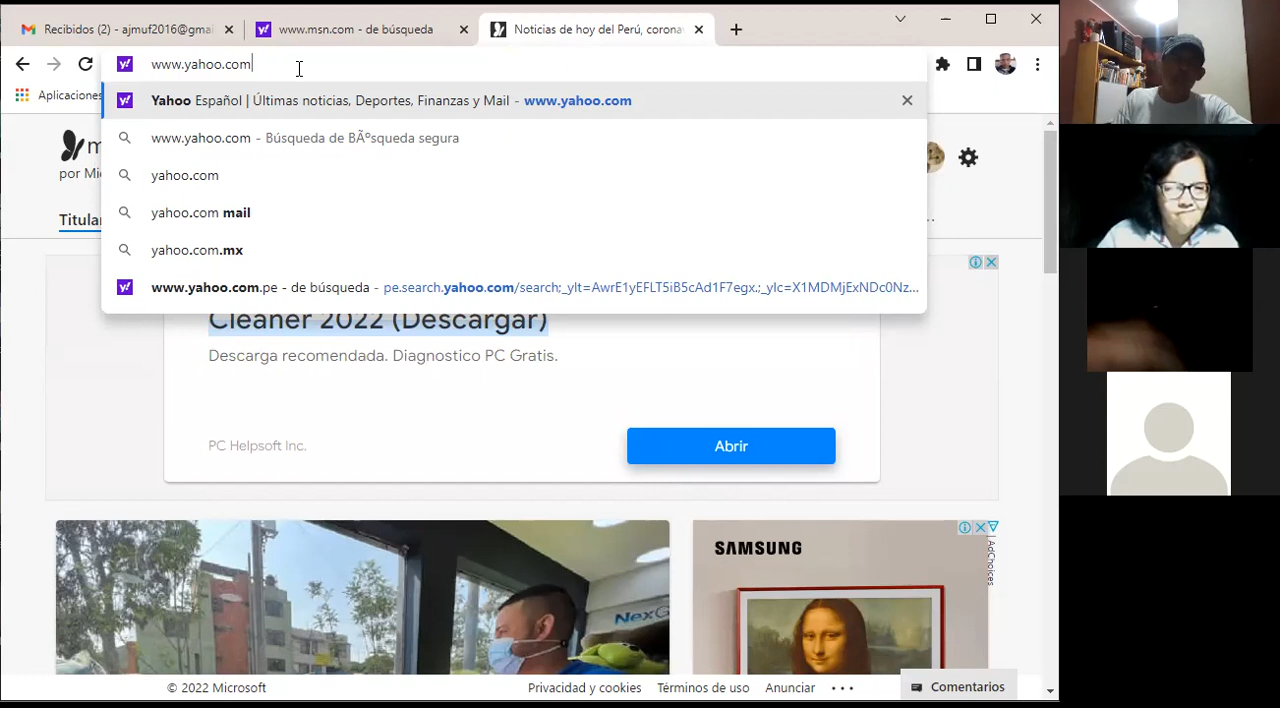 Recibidos (2) - ajmuf2016@gmai
www.msn.com - de búsqueda
Noticias de hoy del Perú, corona
www.yahoo.com
Aplicaciones
Yahoo Español | Últimas noticias, Deportes, Finanzas y Mail - www.yahoo.com
www.yahoo.com - Búsqueda de BÃºsqueda segura
yahoo.com
yahoo.com mail
yahoo.com.mx
www.yahoo.com.pe - de búsqueda - pe.search.yahoo.com/search;_ylt=AwrE1yEFLT5iB5cAd1F7egx.;_ylc=X1MDMjExNDc0Nz...
m
por Mi
Titular
Cleaner 2022 (Descargar)
Descarga recomendada. Diagnostico PC Gratis.
PC Helpsoft Inc.
Abrir
NexG
SAMSUNG
AdChoices
© 2022 Microsoft
Privacidad y cookies
Términos de uso
Anunciar
Comentarios